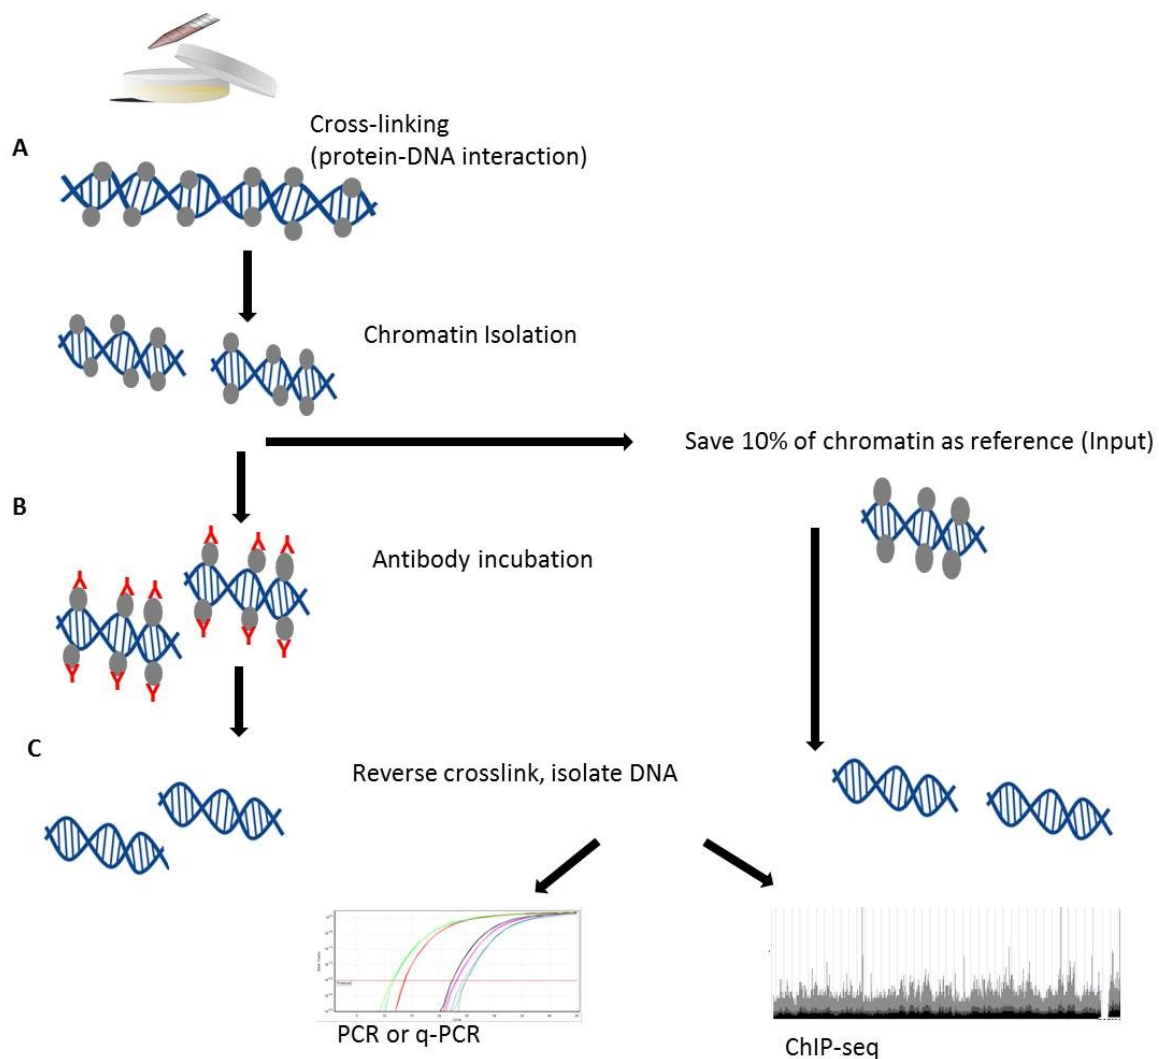 A
Cross-linking
(protein-DNA interaction)
Chromatin Isolation
Save 10% of chromatin as reference (Input)
B
Antibody incubation
C
Reverse crosslink, isolate DNA
PCR or q-PCR
ChIP-seq